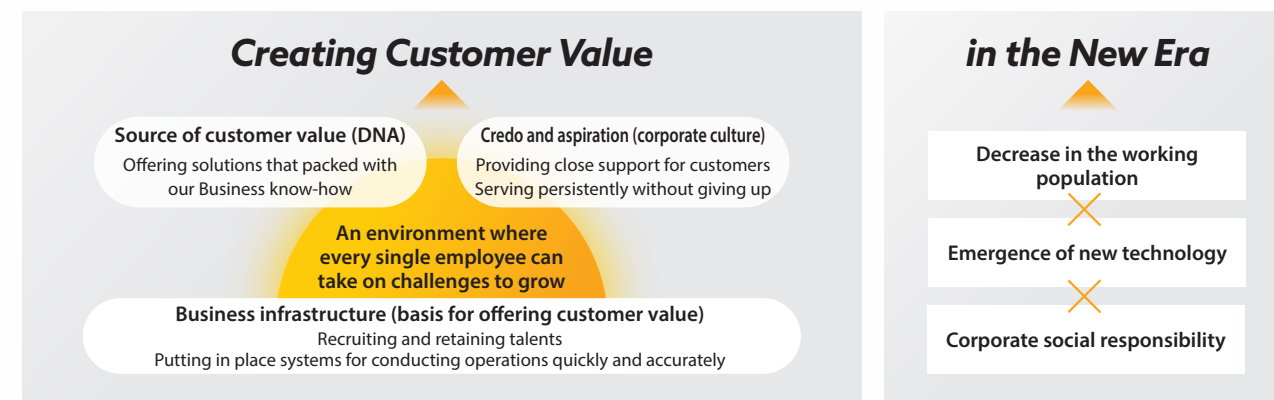 Creating Customer Value
Source of customer value (DNA)
Offering solutions that packed with
our Business know-how
Credo and aspiration (corporate culture)
Providing close support for customers
Serving persistently without giving up
An environment where
every single employee can
take on challenges to grow
Business infrastructure (basis for offering customer value)
Recruiting and retaining talents
Putting in place systems for conducting operations quickly and accurately
in the New Era
Decrease in the working
population
Emergence of new technology
Corporate social responsibility